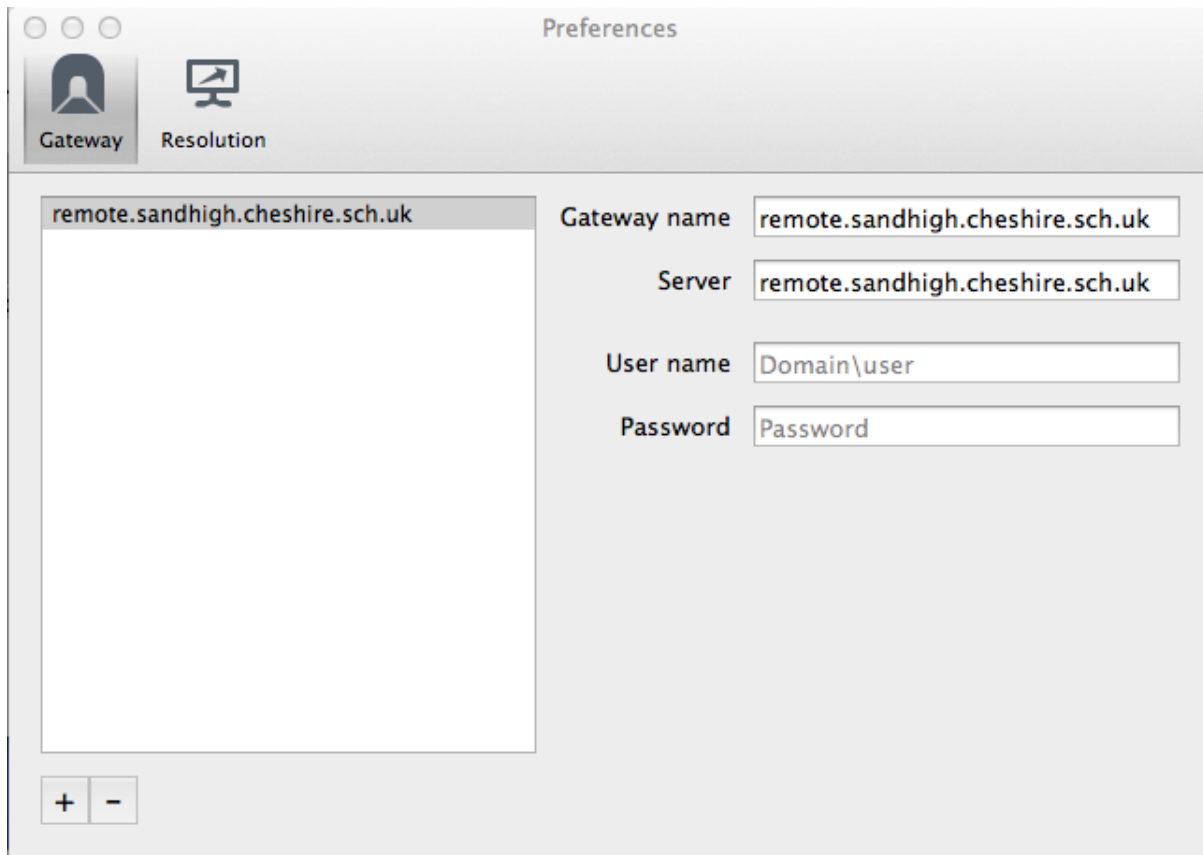 Preferences
Gateway
Resolution
remote.sandhigh.cheshire.sch.uk
Gateway name
remote.sandhigh.cheshire.sch.uk
Server
remote.sandhigh.cheshire.sch.uk
User name
Domain\user
Password
Password
+
-